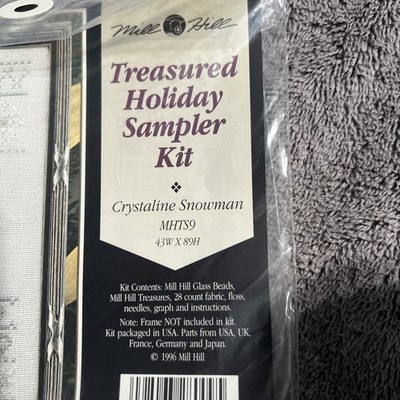 Mill Hill
Treasured
Holiday
Sampler
Kit
Crystaline Snowman
MHTS9
43W X 89H
Kit Contents: Mill Hill Glass Beads,
Mill Hill Treasures, 28 count fabric, floss,
needles, graph and instructions.
Note: Frame NOT included in kit.
Kit packaged in USA. Parts from USA, UK,
France, Germany and Japan.
© 1996 Mill Hill